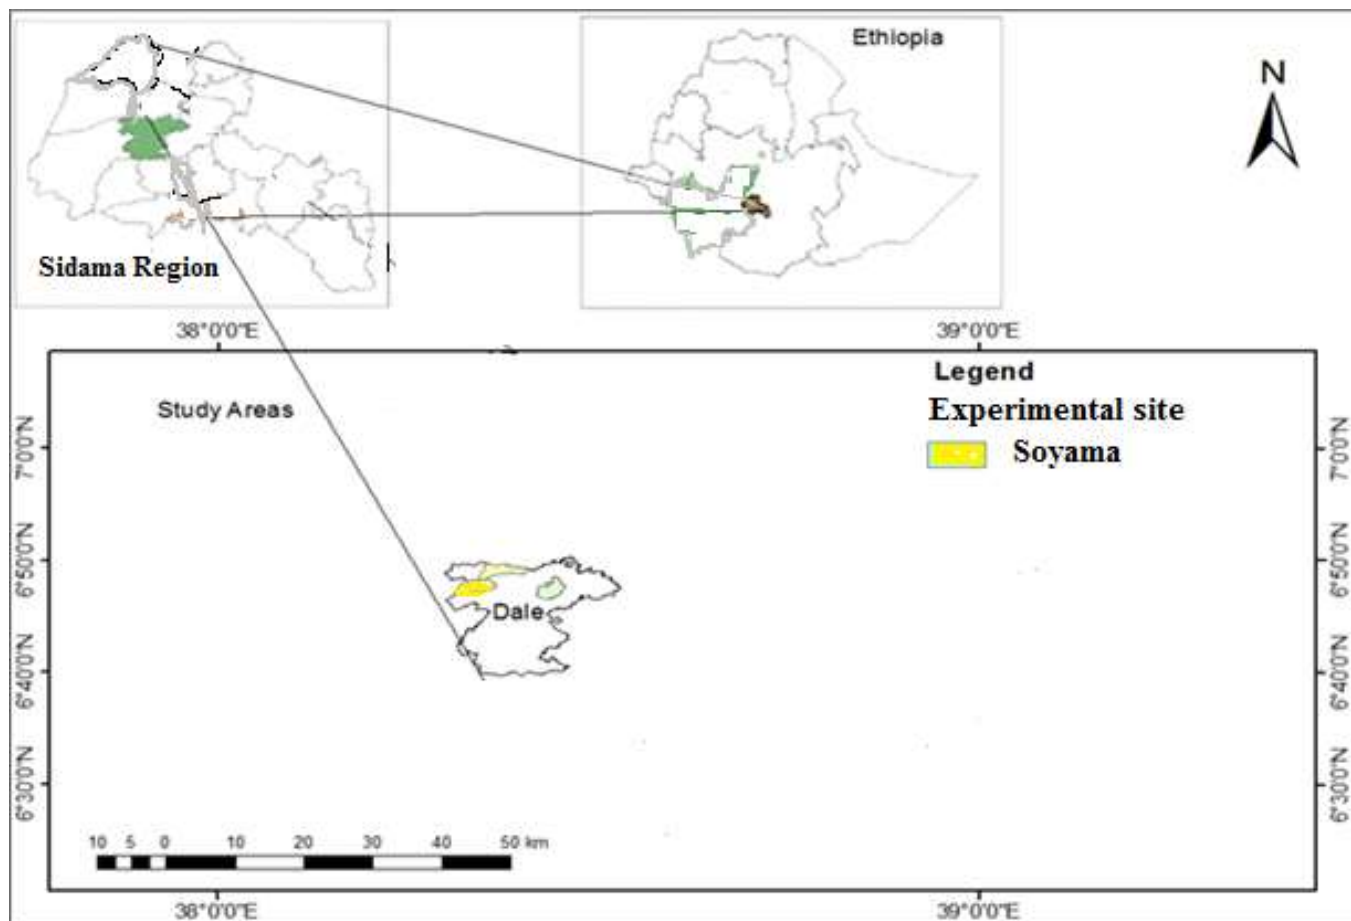 Ethiopia
N
Sidama Region
38°0'0"E
39°0'0"E
Legend
Study Areas
Experimental site
Soyama
7°0'0"N
7°0'0"N
6°50'0"N
6°50'0"N
Dale
6°40'0"N
6°40'0"N
6°30'0"N
6°30'0"N
10 5 0 10 20 30 40 50 km
38°0'0"E
39°0'0"E